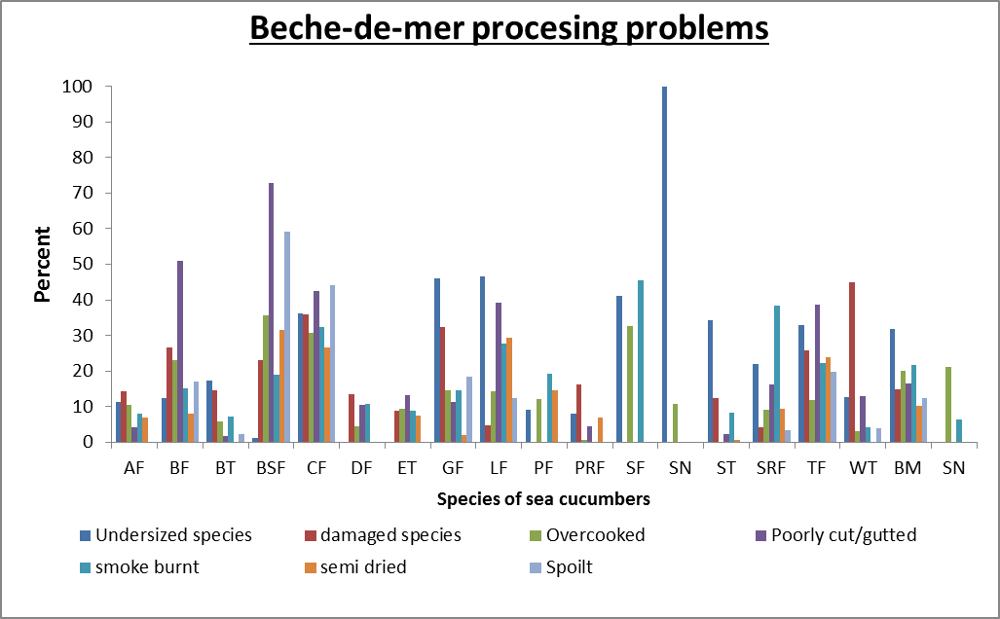 Beche-de-mer procesing problems
100
90
80
70
60
50
40
30
20
10
0
Percent
AF BF BT BSF CF DF ET GF LF PF PRF SF SN ST SRF TF WT BM SN
Species of sea cucumbers
Undersized species damaged species Overcooked Poorly cut/gutted
smoke burnt semi dried Spoilt